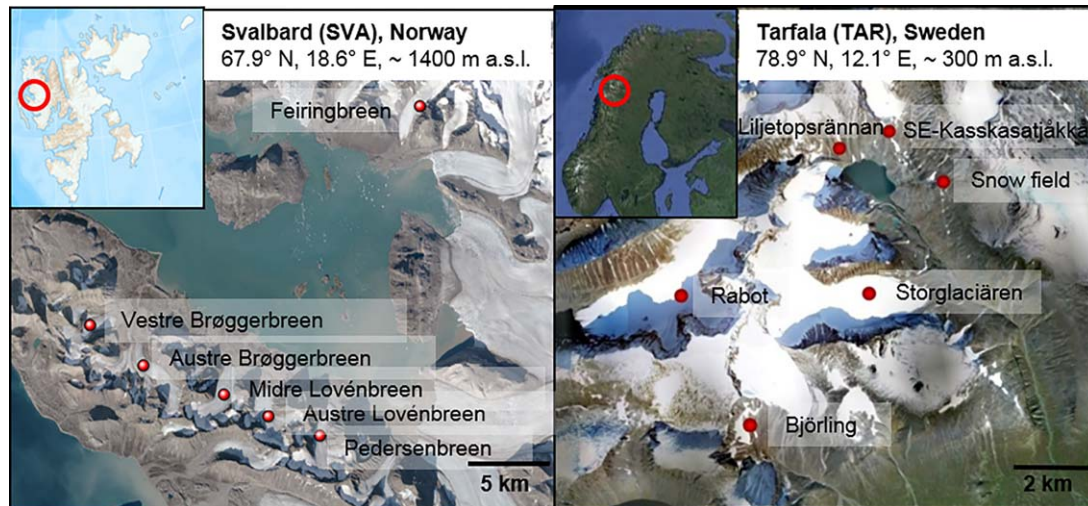 Svalbard (SVA), Norway
67.9° N, 18.6° E, ~ 1400 m a.s.l.
Feiringbreen
Vestre Brøggerbreen
Austre Brøggerbreen
Midre Lovénbreen
Austre Lovénbreen
Pedersenbreen
5 km
Tarfala (TAR), Sweden
78.9° N, 12.1° E, ~ 300 m a.s.l.
Liljetopsrännan
SE-Kasskasatjåkka
Snow field
Rabot
Storglaciären
Björling
2 km